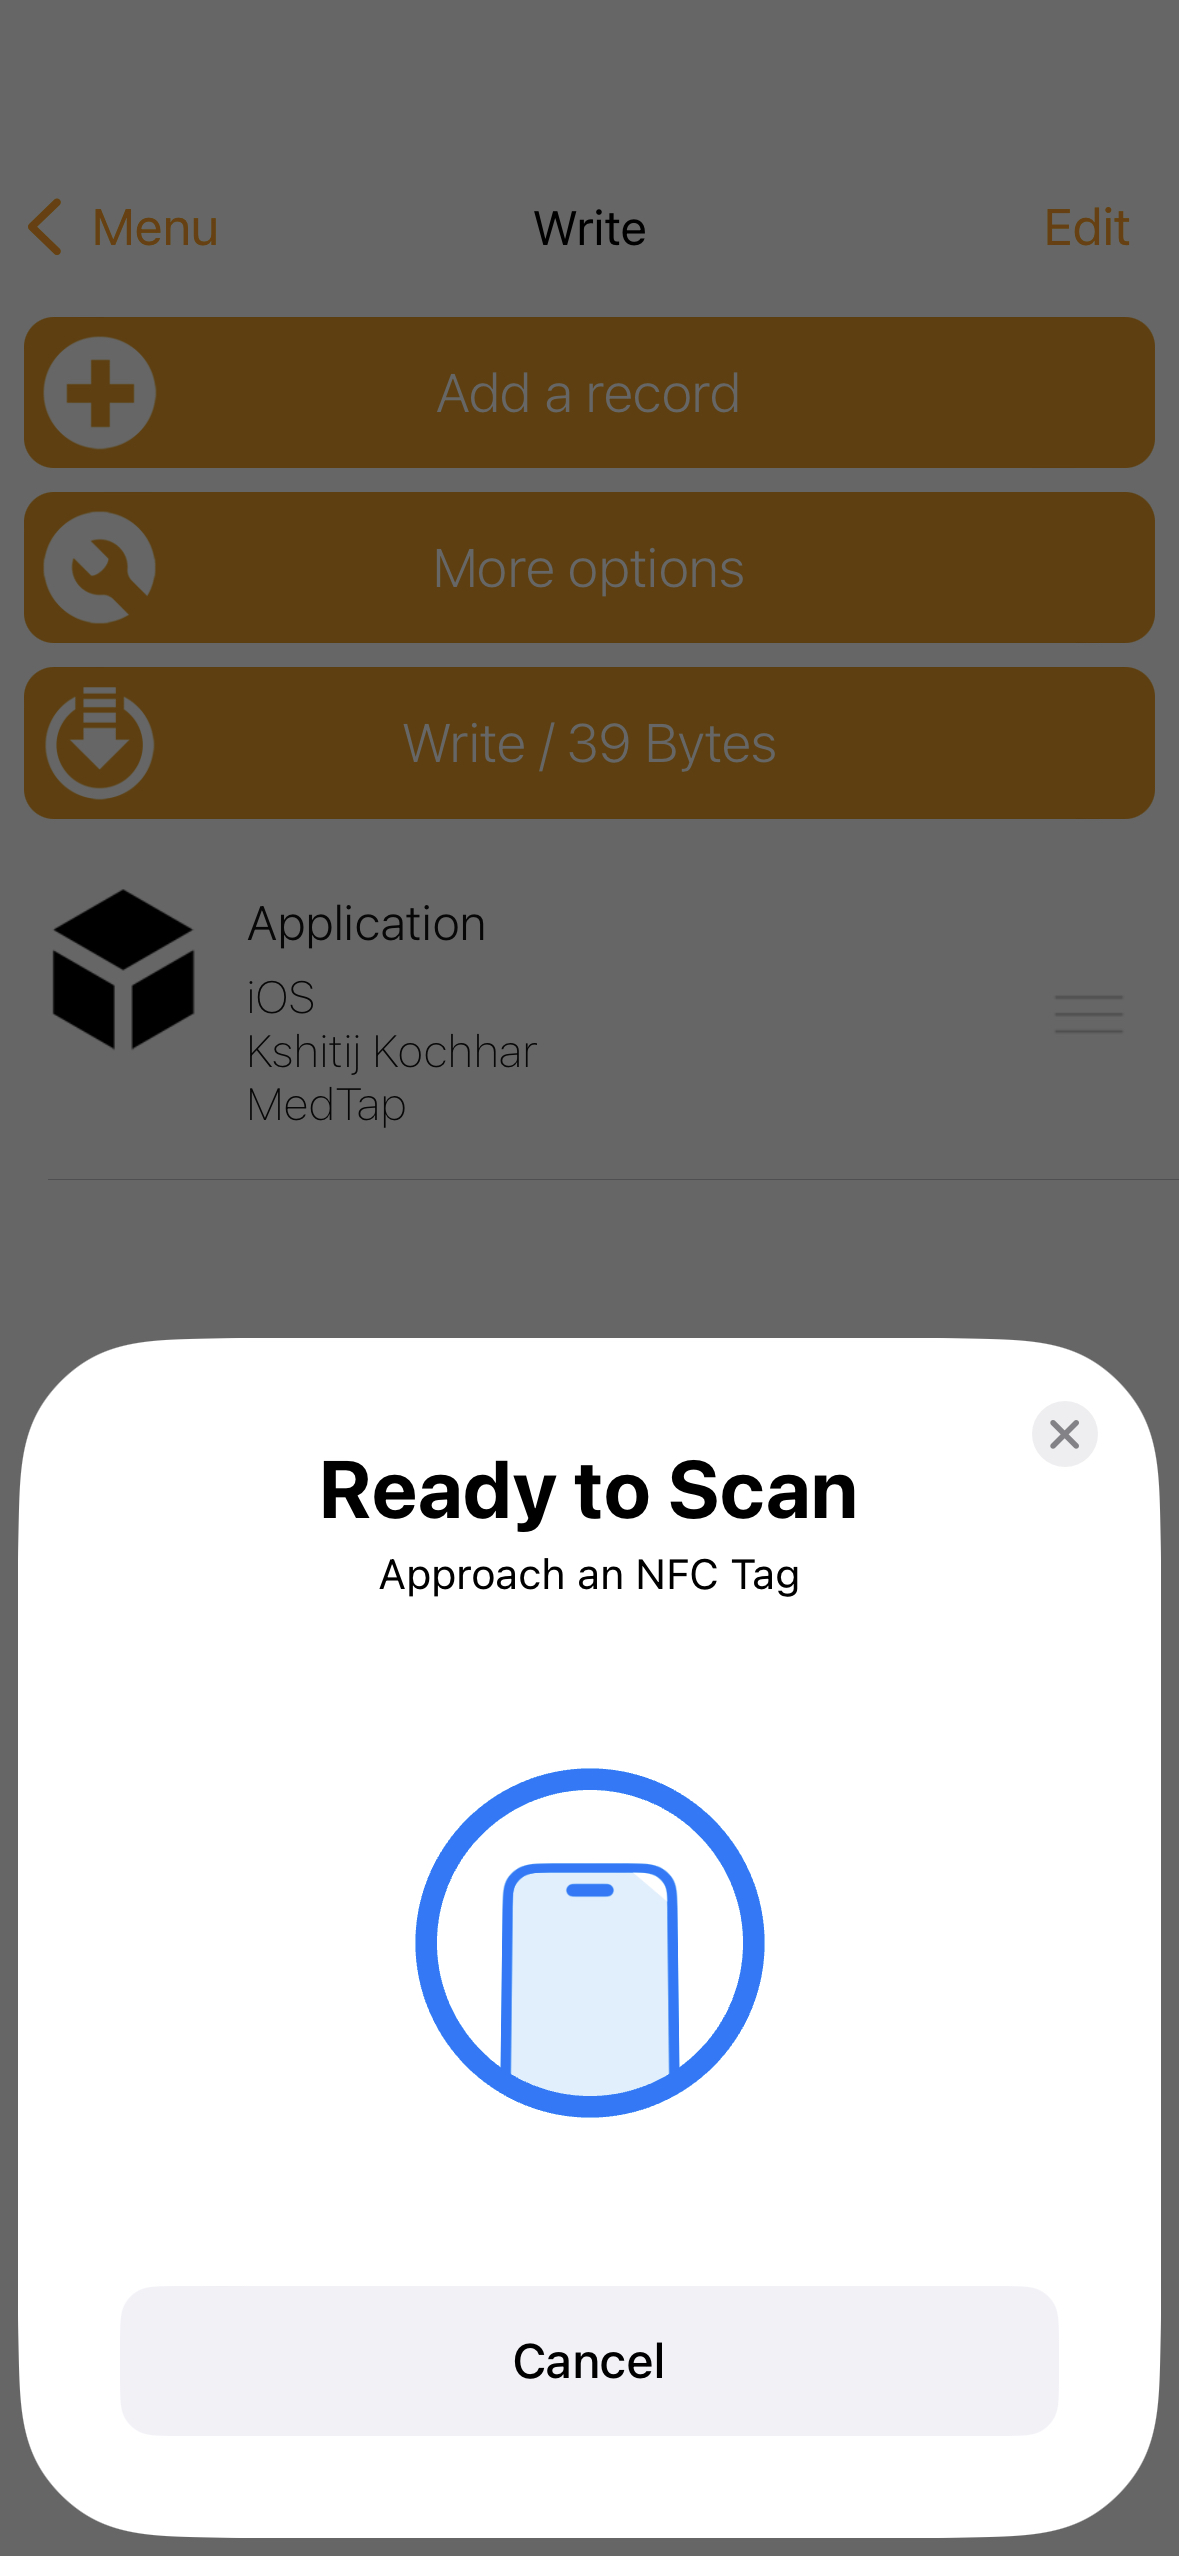 Menu
Write
Edit
Add a record
More options
Write / 39 Bytes
Application
iOS
Kshitij Kochhar
MedTap
Ready to Scan
Approach an NFC Tag
Cancel